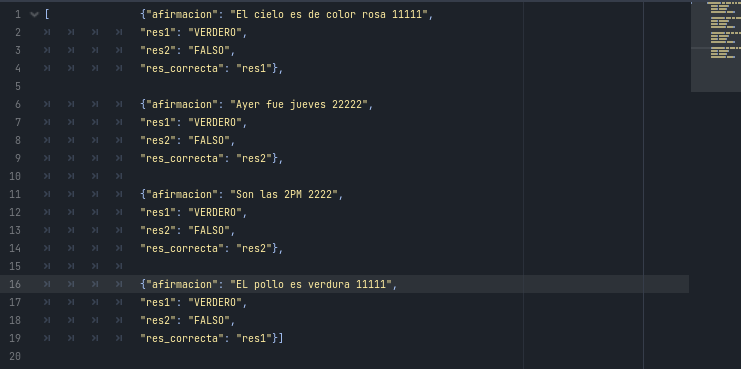 1 [ {"afirmacion": "El cielo es de color rosa 11111",
2 "res1": "VERDERO",
3 "res2": "FALSO",
4 "res_correcta": "res1"},
5
6 {"afirmacion": "Ayer fue jueves 22222",
7 "res1": "VERDERO",
8 "res2": "FALSO",
9 "res_correcta": "res2"},
10
11 {"afirmacion": "Son las 2PM 2222",
12 "res1": "VERDERO",
13 "res2": "FALSO",
14 "res_correcta": "res2"},
15
16 {"afirmacion": "EL pollo es verdura 11111",
17 "res1": "VERDERO",
18 "res2": "FALSO",
19 "res_correcta": "res1"}]
20